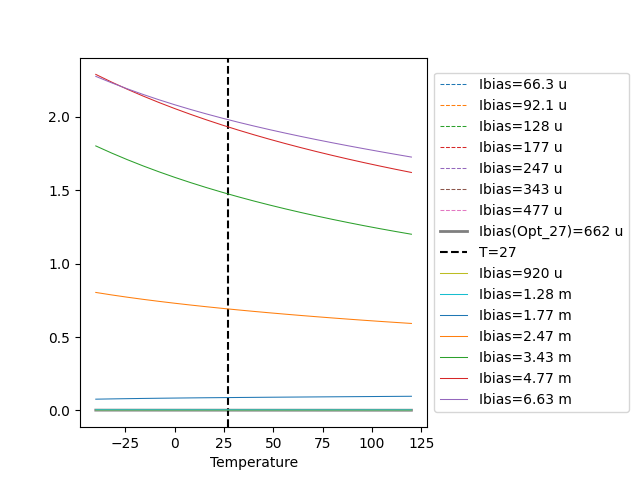 2.0
1.5
1.0
0.5
0.0
−25
0
25
50
75
100
125
Temperature
Ibias=66.3 u
Ibias=92.1 u
Ibias=128 u
Ibias=177 u
Ibias=247 u
Ibias=343 u
Ibias=477 u
Ibias(Opt_27)=662 u
T=27
Ibias=920 u
Ibias=1.28 m
Ibias=1.77 m
Ibias=2.47 m
Ibias=3.43 m
Ibias=4.77 m
Ibias=6.63 m